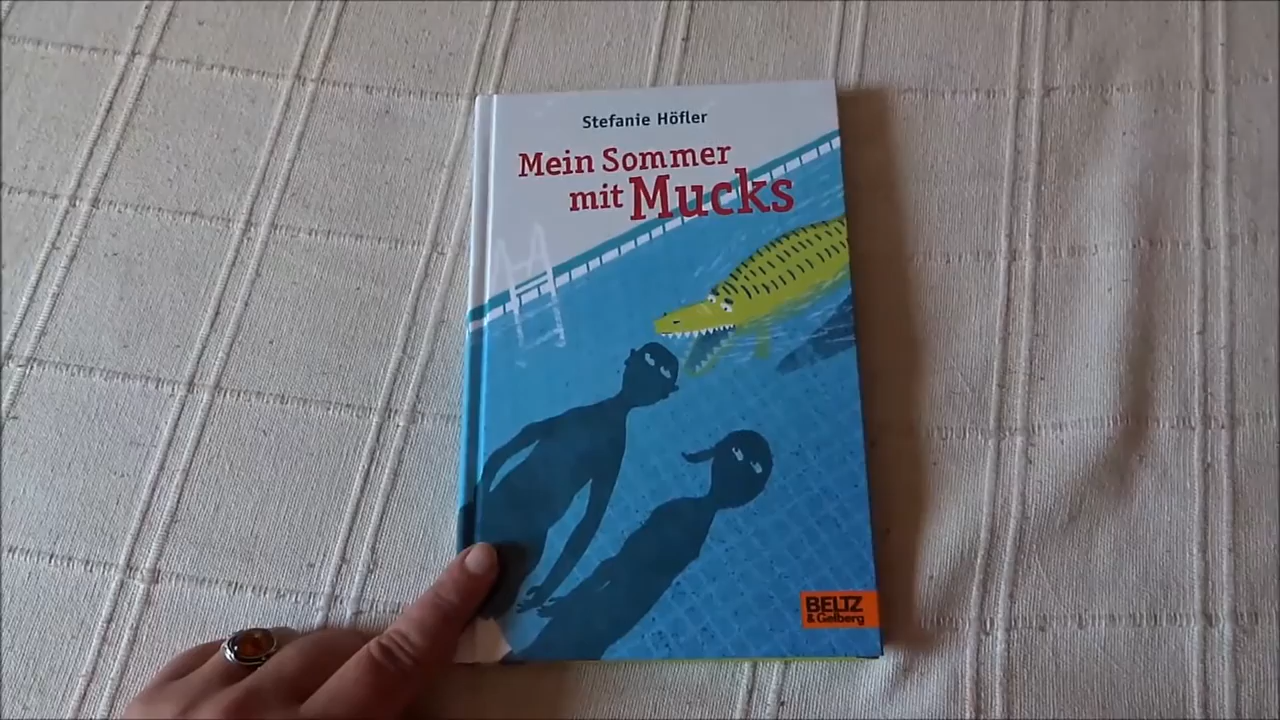 Stefanie Höfler
Mein Sommer
mit Mucks
BELTZ
& Gelberg